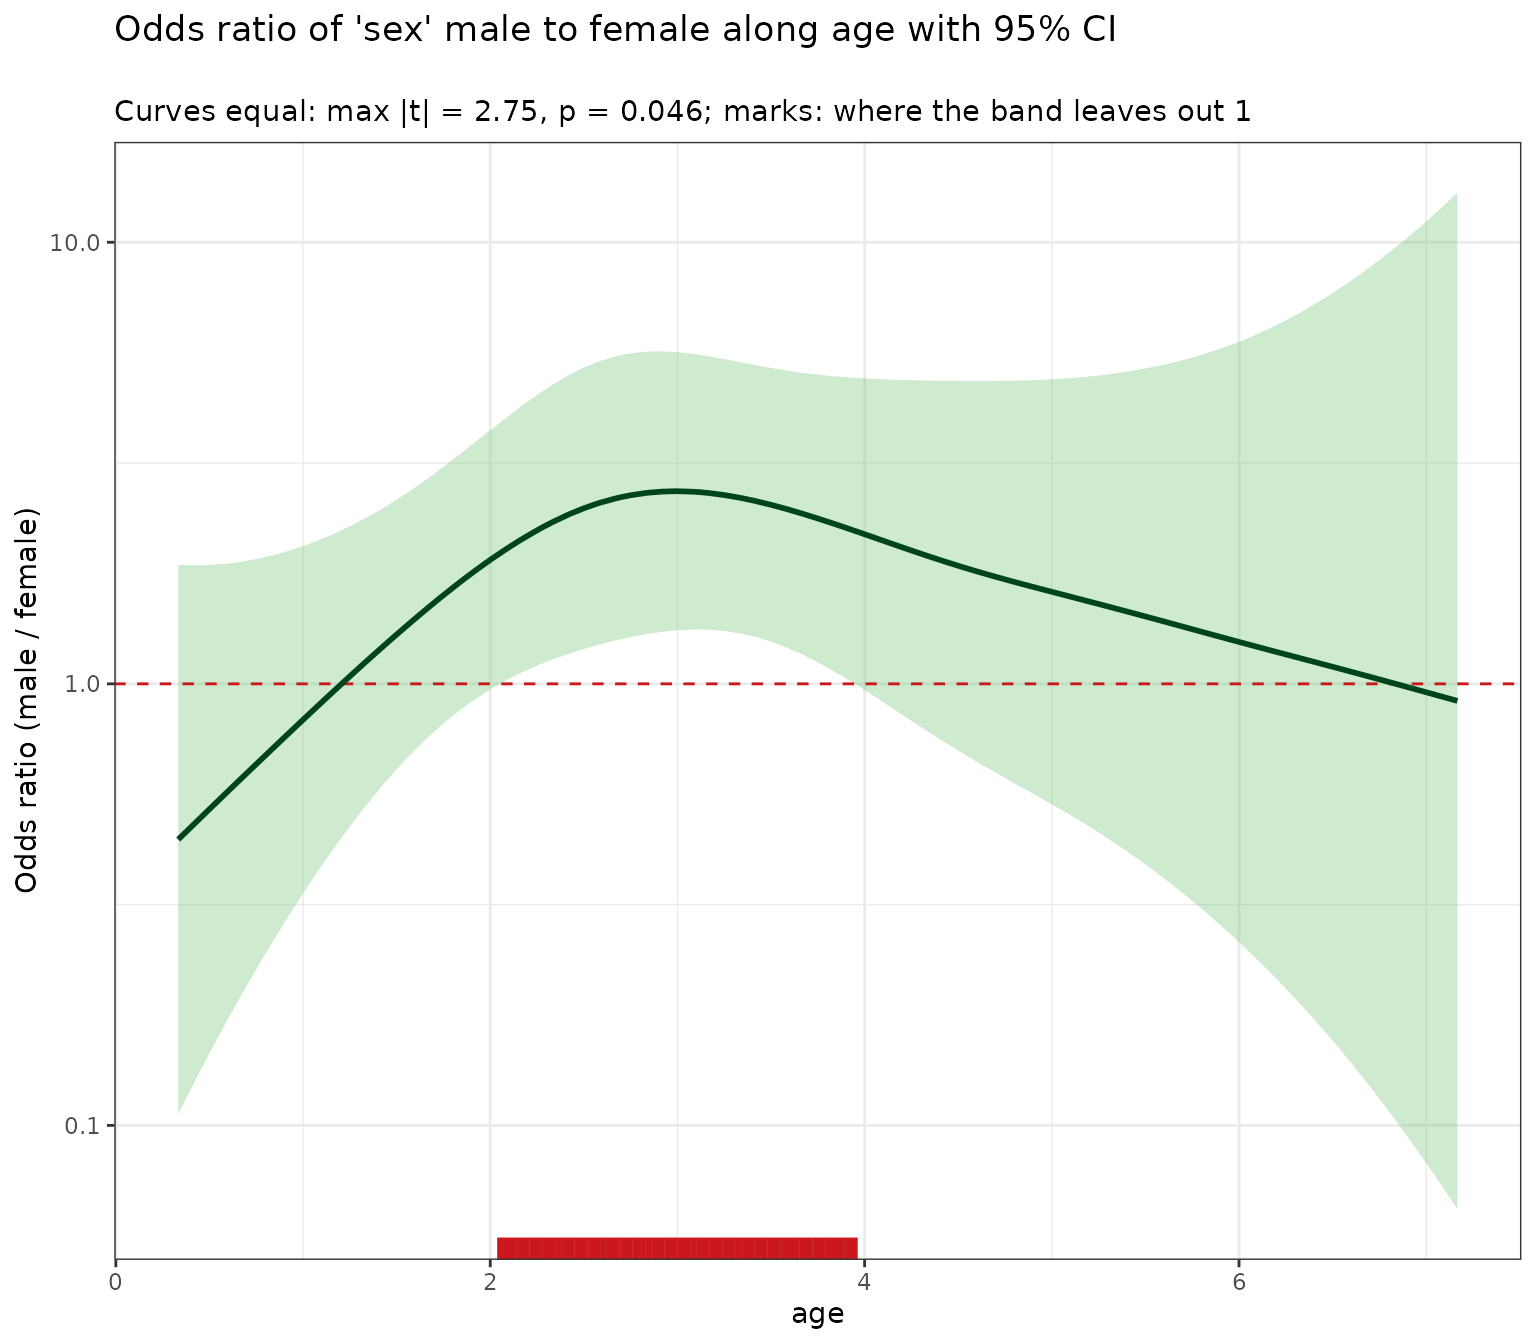 Odds ratio of 'sex' male to female along age with 95% CI
Curves equal: max |t| = 2.75, p = 0.046; marks: where the band leaves out 1
Odds ratio (male / female)
10.0
1.0
0.1
0
2
4
6
age